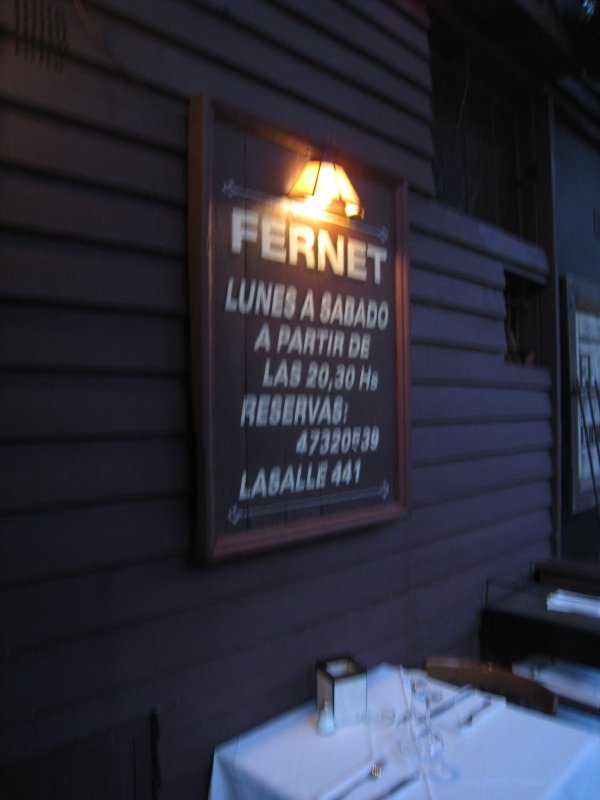 FERNET
LUNES A SABADO
A PARTIR DE
LAS 20,30 Hs
RESERVAS:
47320539
LASALLE 441